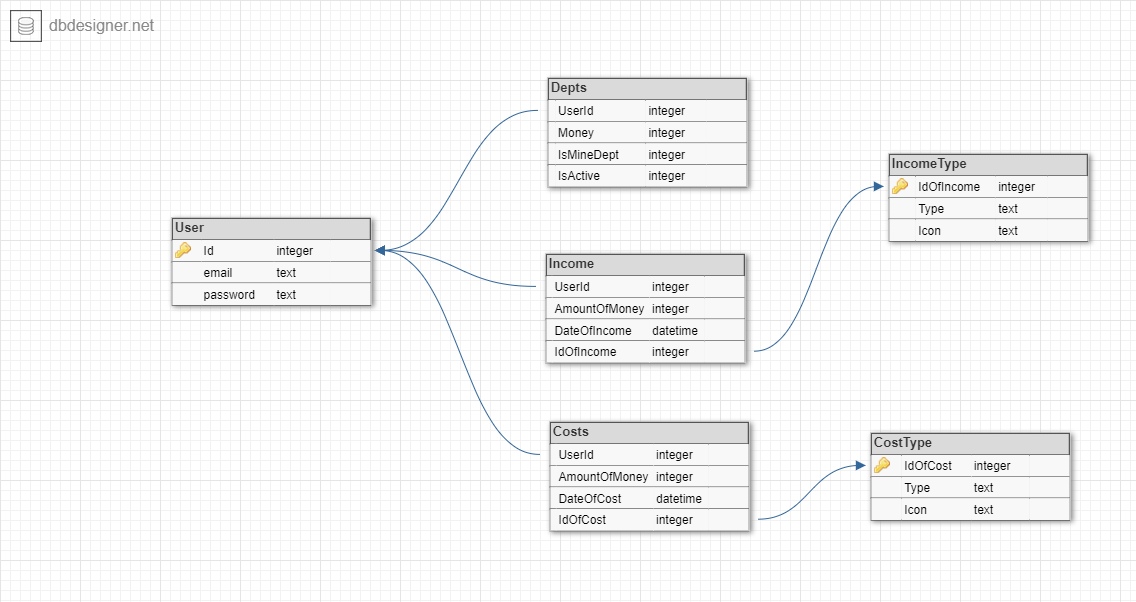 dbdesigner.net
Depts
UserId integer
Money integer
IsMineDept integer
IsActive integer
IncomeType
IdOfIncome integer
Type text
Icon text
User
Id integer
email text
password text
Income
UserId integer
AmountOfMoney integer
DateOfIncome datetime
IdOfIncome integer
Costs
UserId integer
AmountOfMoney integer
DateOfCost datetime
IdOfCost integer
CostType
IdOfCost integer
Type text
Icon text